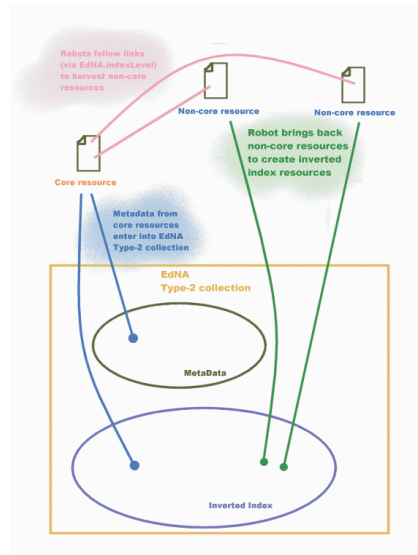 Robots follow links
(via EdNA.indexLevel)
to harvest non-core
resources
Non-core resource
Non-core resource
Robot brings back
non-core resources
to create inverted
index resources
Core resource
Metadata from
core resources
enter into EdNA
Type-2 collection
EdNA
Type-2 collection
MetaData
Inverted Index